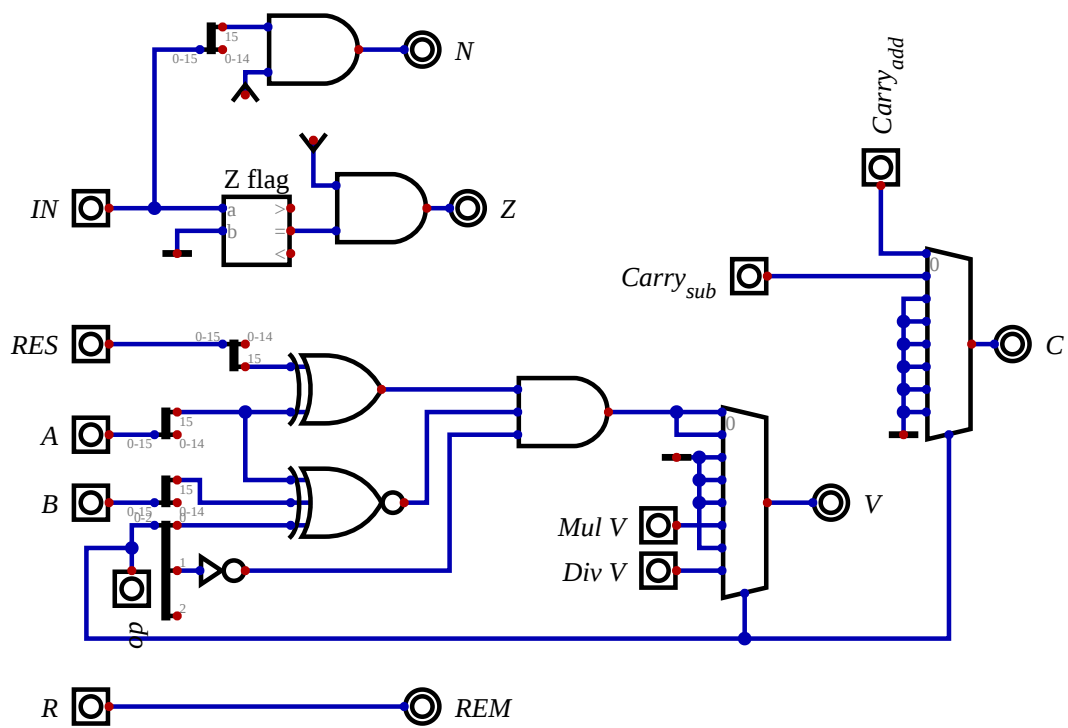 15
0-15
0-14
N
Carry_add
Z flag
IN
a
b
>
=
<
Z
Carry_sub
0
RES
0-15
0-14
15
C
A
15
0-15
0-14
0
B
15
0-15
0-14
V
0-2
0
Mul V
1
Div V
2
op
R
REM